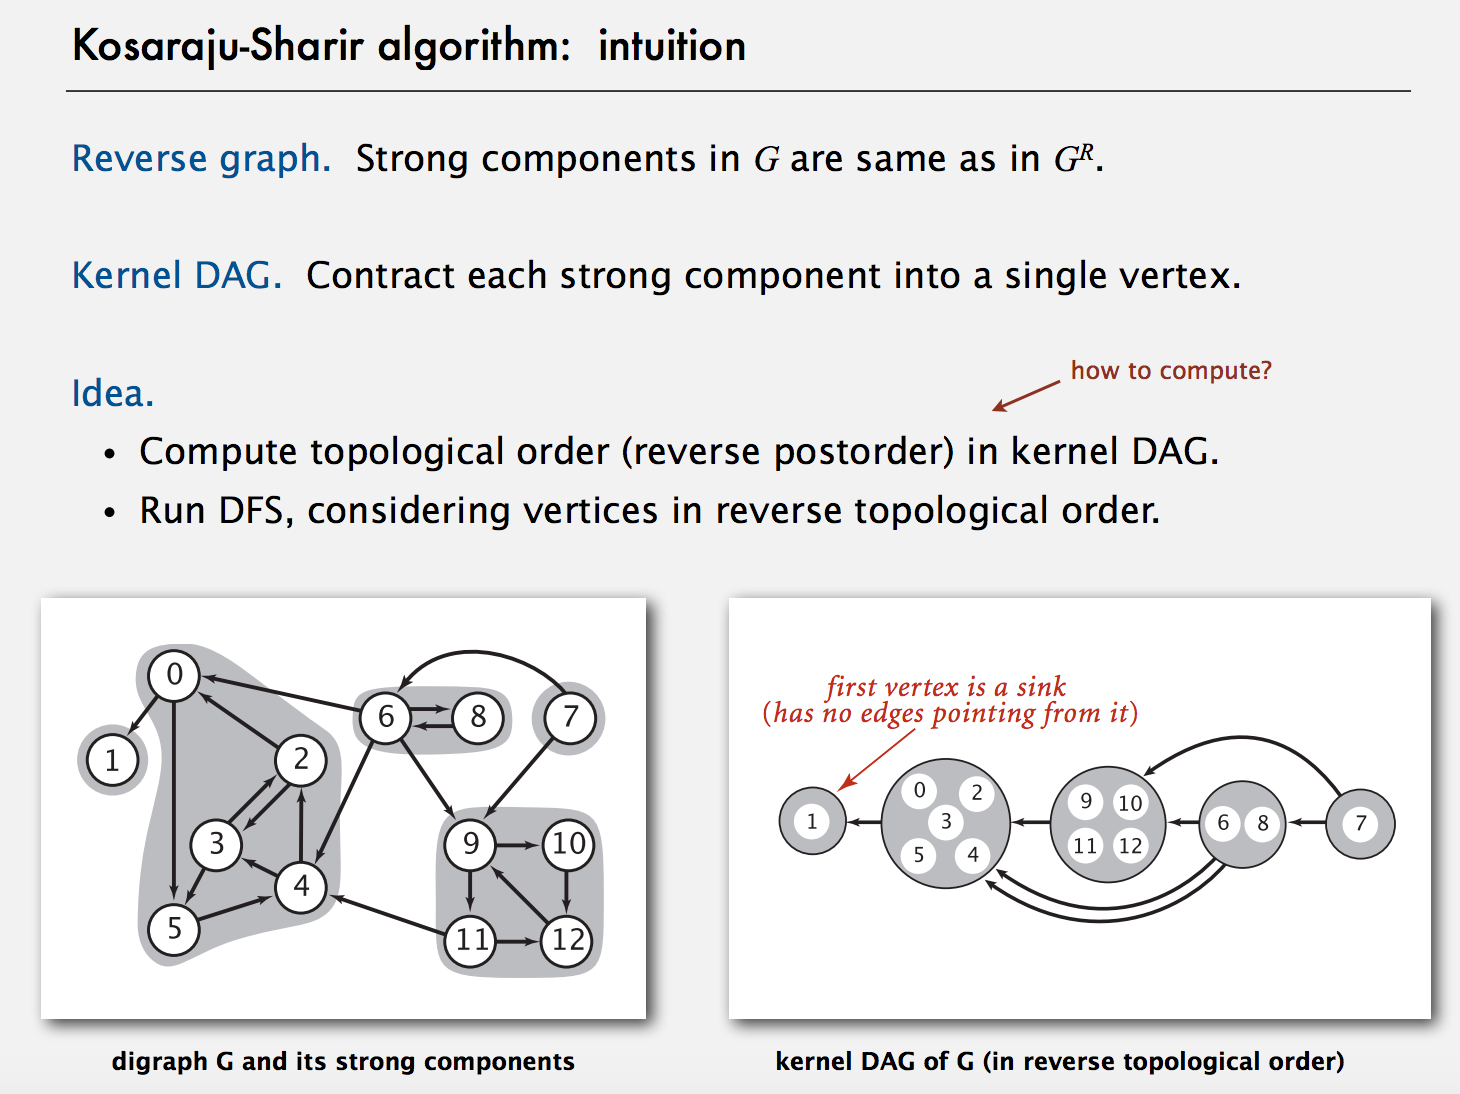 Kosaraju-Sharir algorithm: intuition
Reverse graph. Strong components in G are same as in Gᴿ.
Kernel DAG. Contract each strong component into a single vertex.
how to compute?
Idea.
• Compute topological order (reverse postorder) in kernel DAG.
• Run DFS, considering vertices in reverse topological order.
0
6
8
7
1
2
3
9
10
4
5
11
12
digraph G and its strong components
first vertex is a sink
(has no edges pointing from it)
1
0
2
3
5
4
9
10
11
12
6
8
7
kernel DAG of G (in reverse topological order)